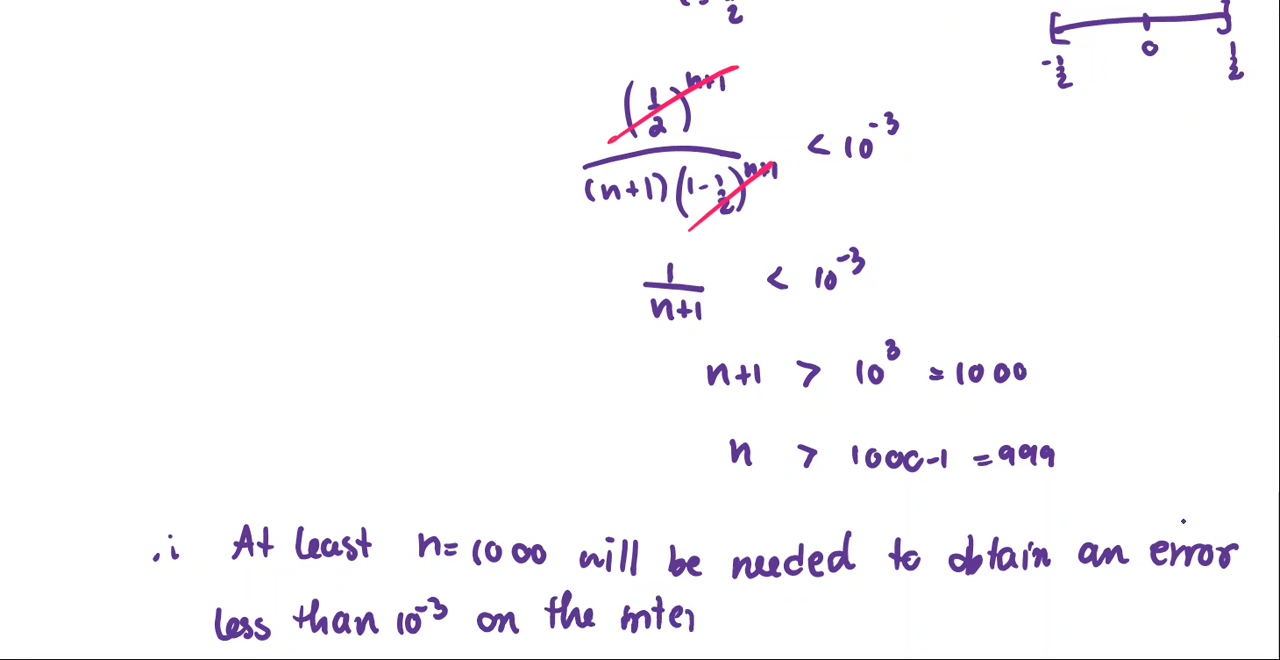 2
-1/2 0 1/2
(1/2)^(n+1) / (n+1)(1-1/2)^(n+1) < 10^-3
1/(n+1) < 10^-3
n+1 > 10^3 = 1000
n > 1000-1 = 999
∴ At least n=1000 will be needed to obtain an error
less than 10^-3 on the inter